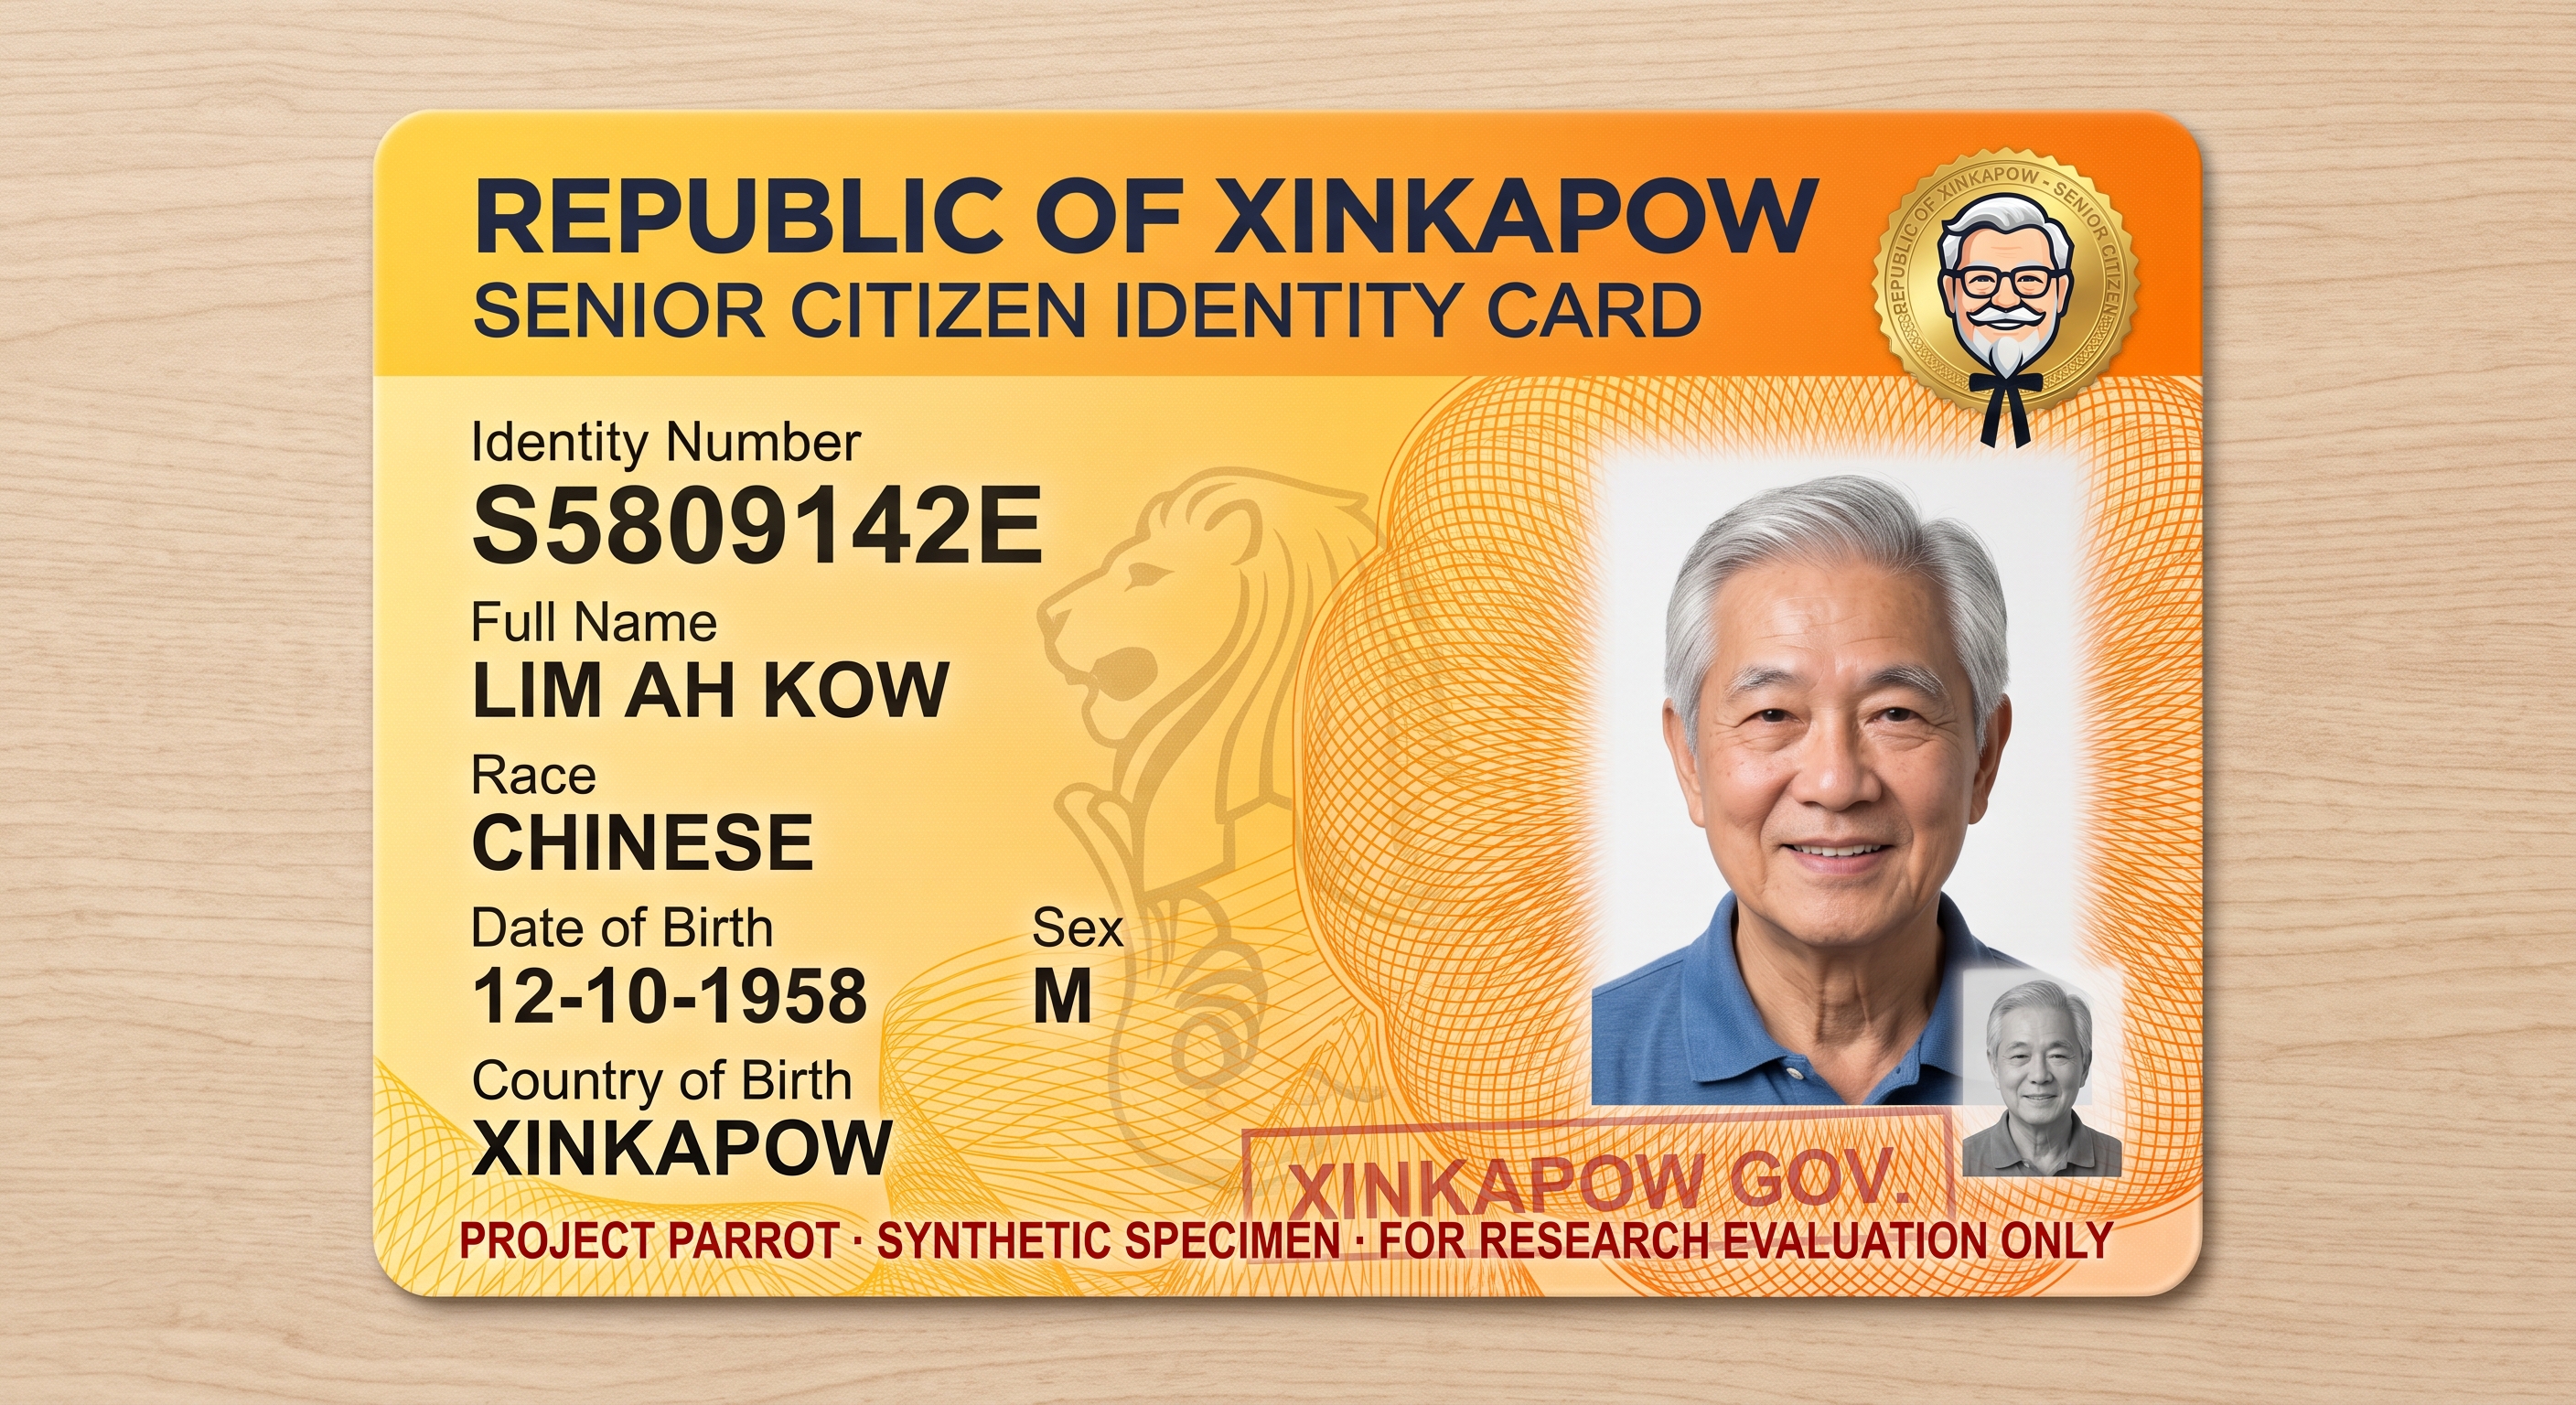 REPUBLIC OF XINKAPOW
SENIOR CITIZEN IDENTITY CARD
REPUBLIC OF XINKAPOW - SENIOR CITIZEN
Identity Number
S5809142E
Full Name
LIM AH KOW
Race
CHINESE
Date of Birth
12-10-1958
Sex
M
Country of Birth
XINKAPOW
XINKAPOW GOV.
PROJECT PARROT · SYNTHETIC SPECIMEN · FOR RESEARCH EVALUATION ONLY